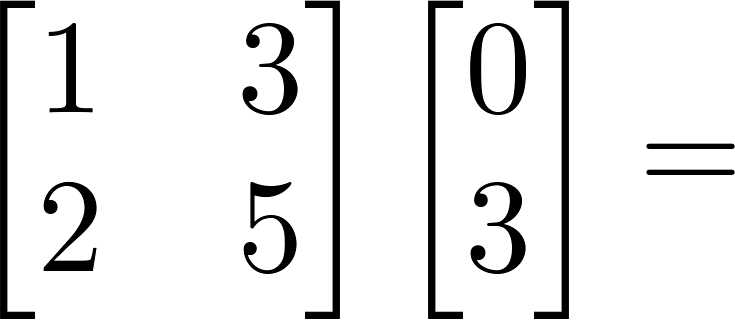 [1 3
2 5] [0
3] =